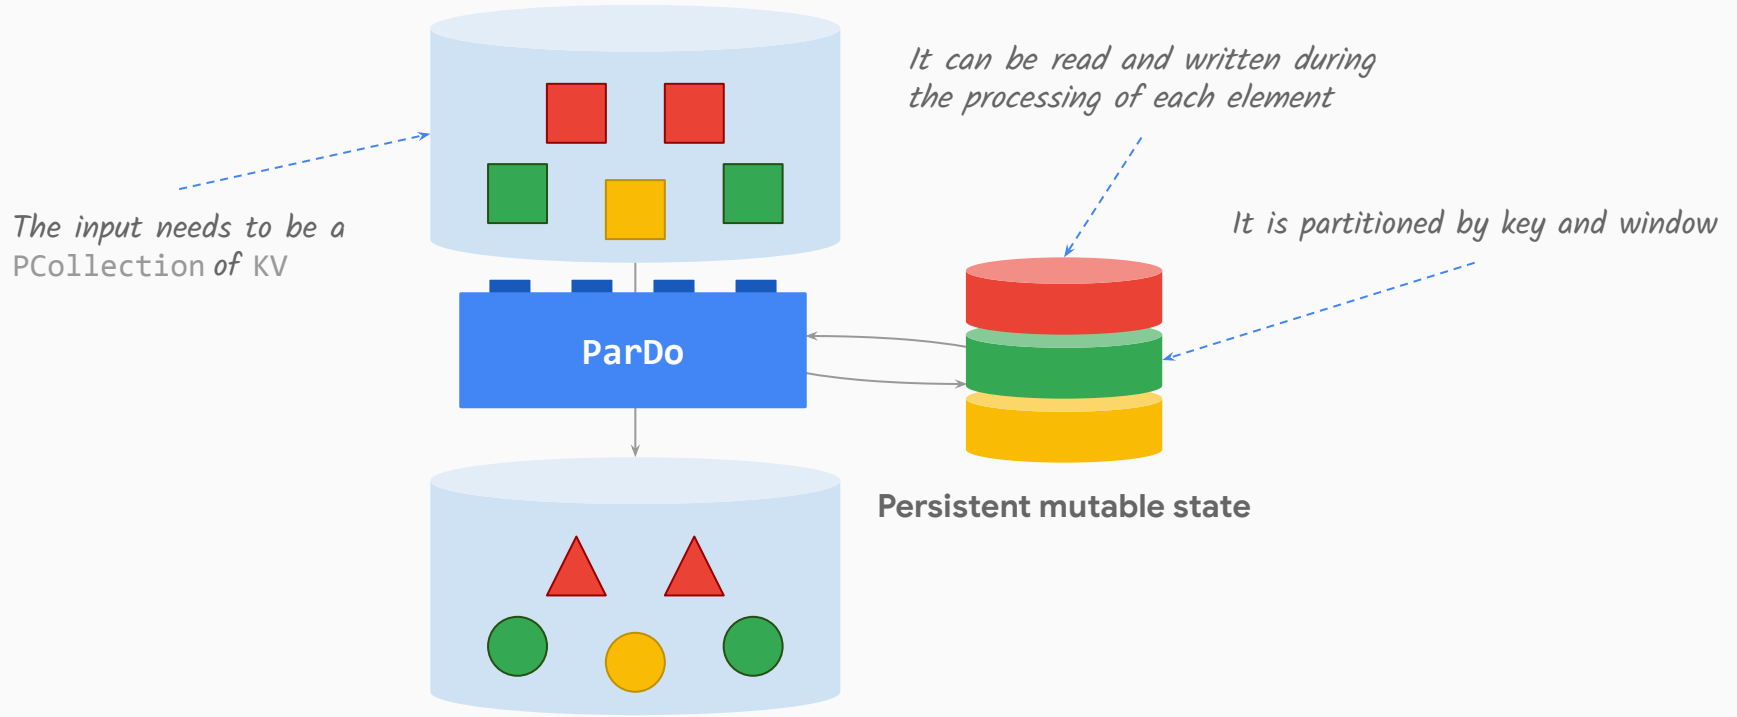 It can be read and written during
the processing of each element
The input needs to be a
PCollection of KV
It is partitioned by key and window
ParDo
Persistent mutable state